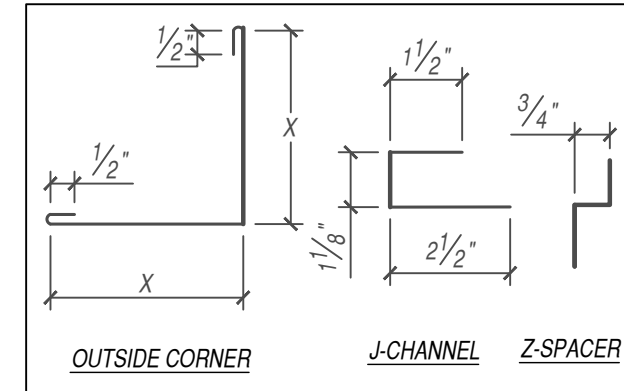 1/2"
1/2"
X
X
OUTSIDE CORNER
1 1/2"
1 1/8"
2 1/2"
J-CHANNEL
3/4"
Z-SPACER